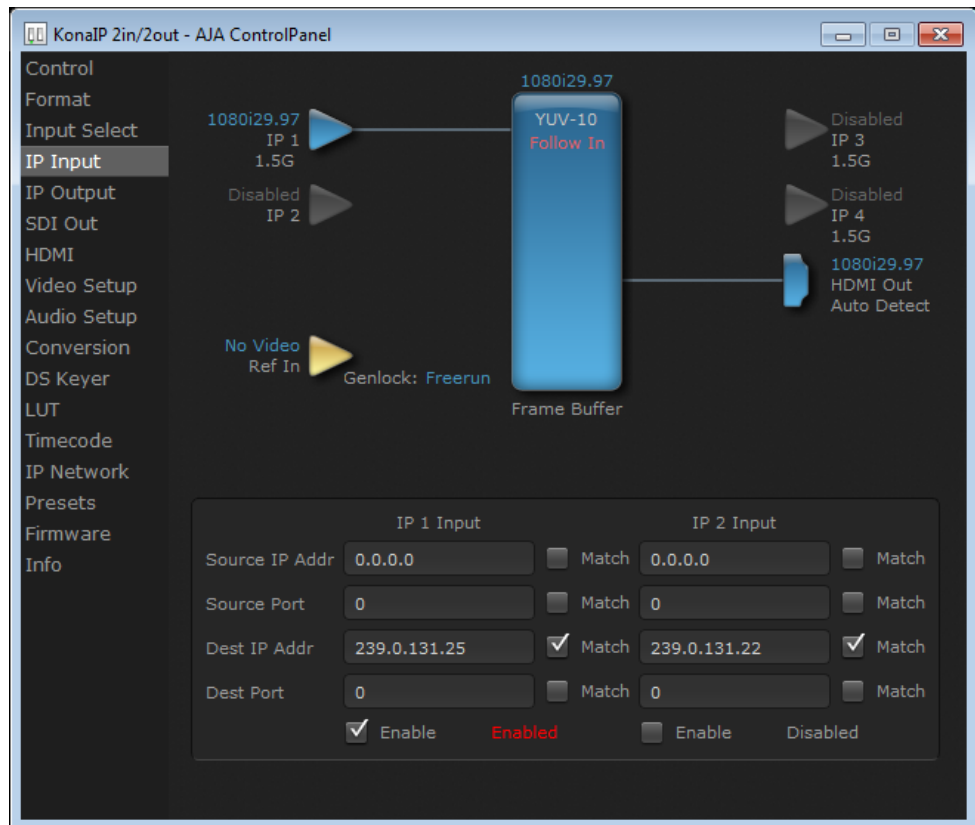 KonaIP 2in/2out - AJA ControlPanel
Control
Format
Input Select
IP Input
IP Output
SDI Out
HDMI
Video Setup
Audio Setup
Conversion
DS Keyer
LUT
Timecode
IP Network
Presets
Firmware
Info
1080i29.97
IP 1
1.5G
Disabled
IP 2
No Video
Ref In
Genlock: Freerun
1080i29.97
YUV-10
Follow In
Frame Buffer
Disabled
IP 3
1.5G
Disabled
IP 4
1.5G
1080i29.97
HDMI Out
Auto Detect
IP 1 Input IP 2 Input
Source IP Addr 0.0.0.0 Match 0.0.0.0 Match
Source Port 0 Match 0 Match
Dest IP Addr 239.0.131.25 Match 239.0.131.22 Match
Dest Port 0 Match 0 Match
Enable Enabled Enable Disabled